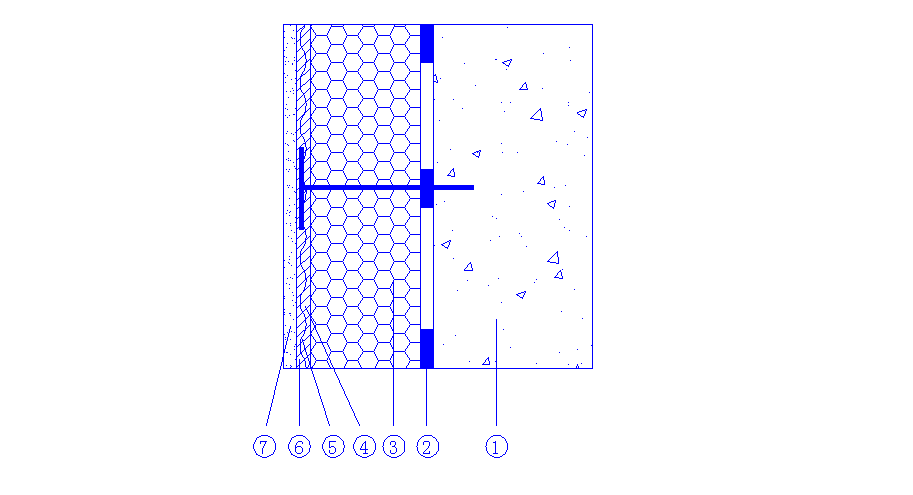 ⑦ ⑥ ⑤ ④ ③ ② ①